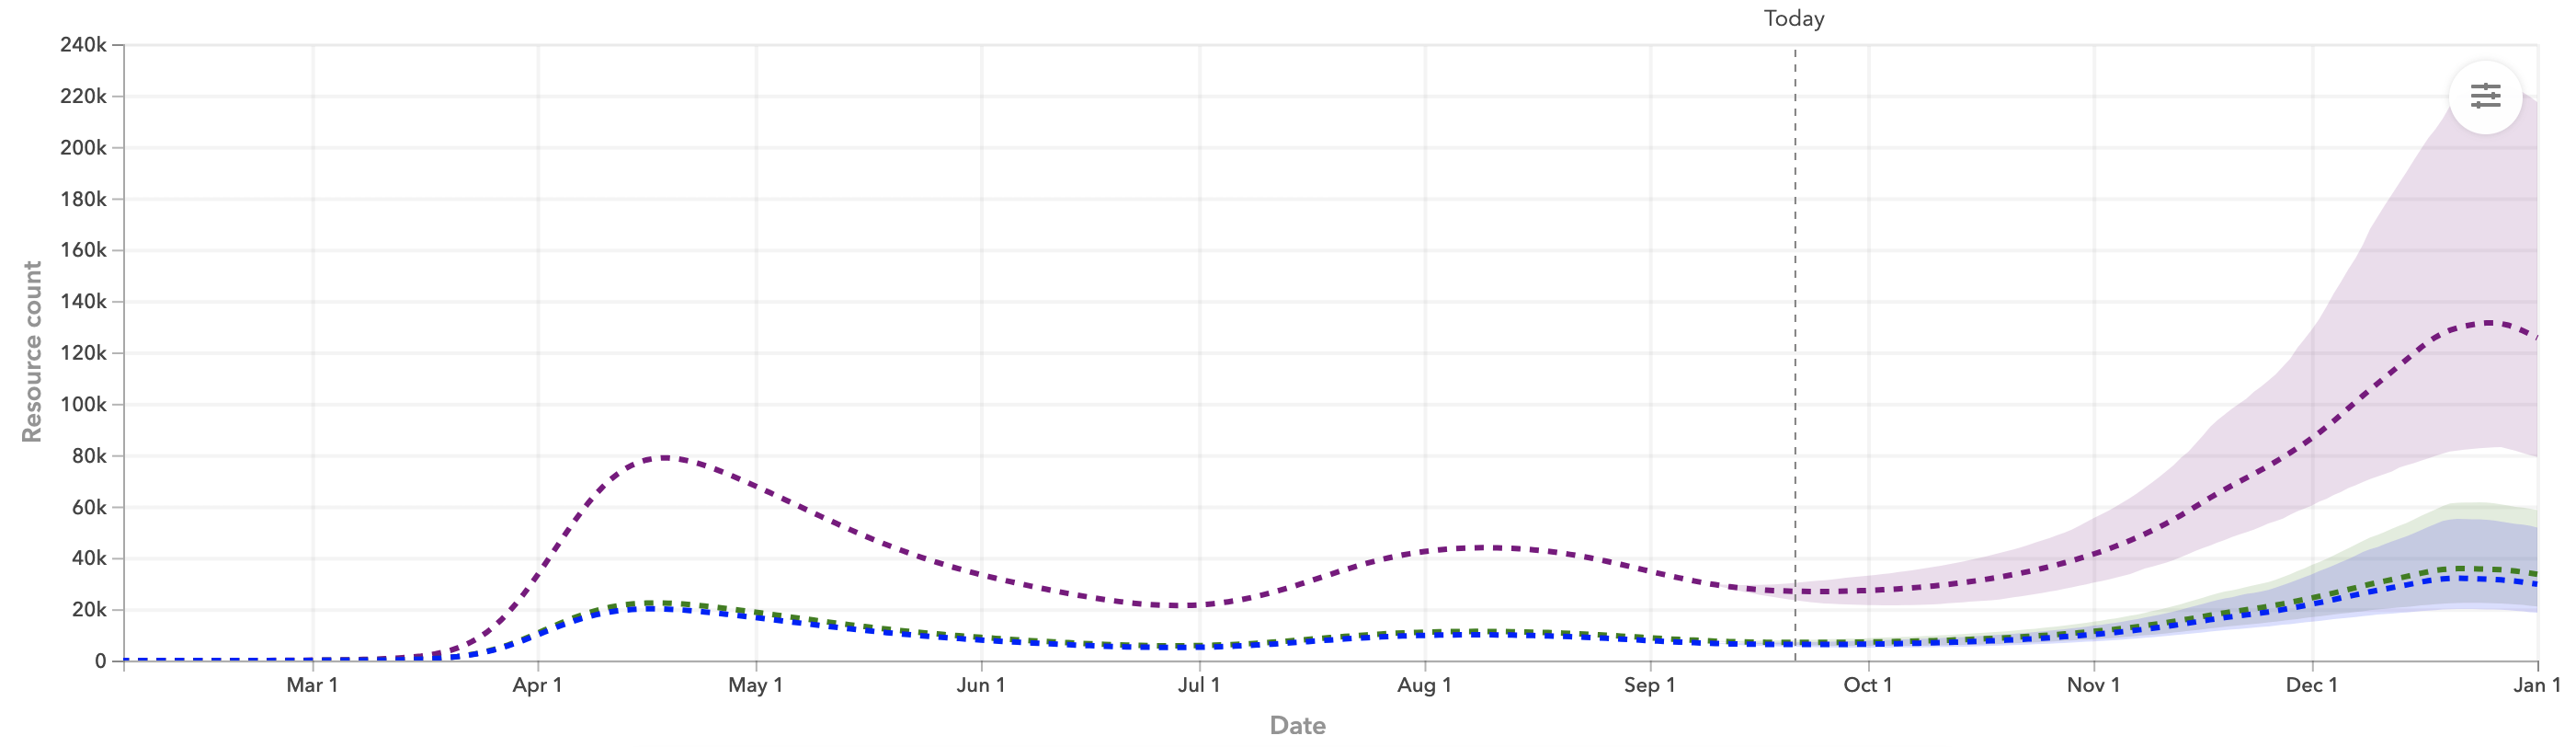 Today
240k
220k
200k
180k
160k
140k
120k
100k
80k
60k
40k
20k
0
Resource count
Mar 1 Apr 1 May 1 Jun 1 Jul 1 Aug 1 Sep 1 Oct 1 Nov 1 Dec 1 Jan 1
Date